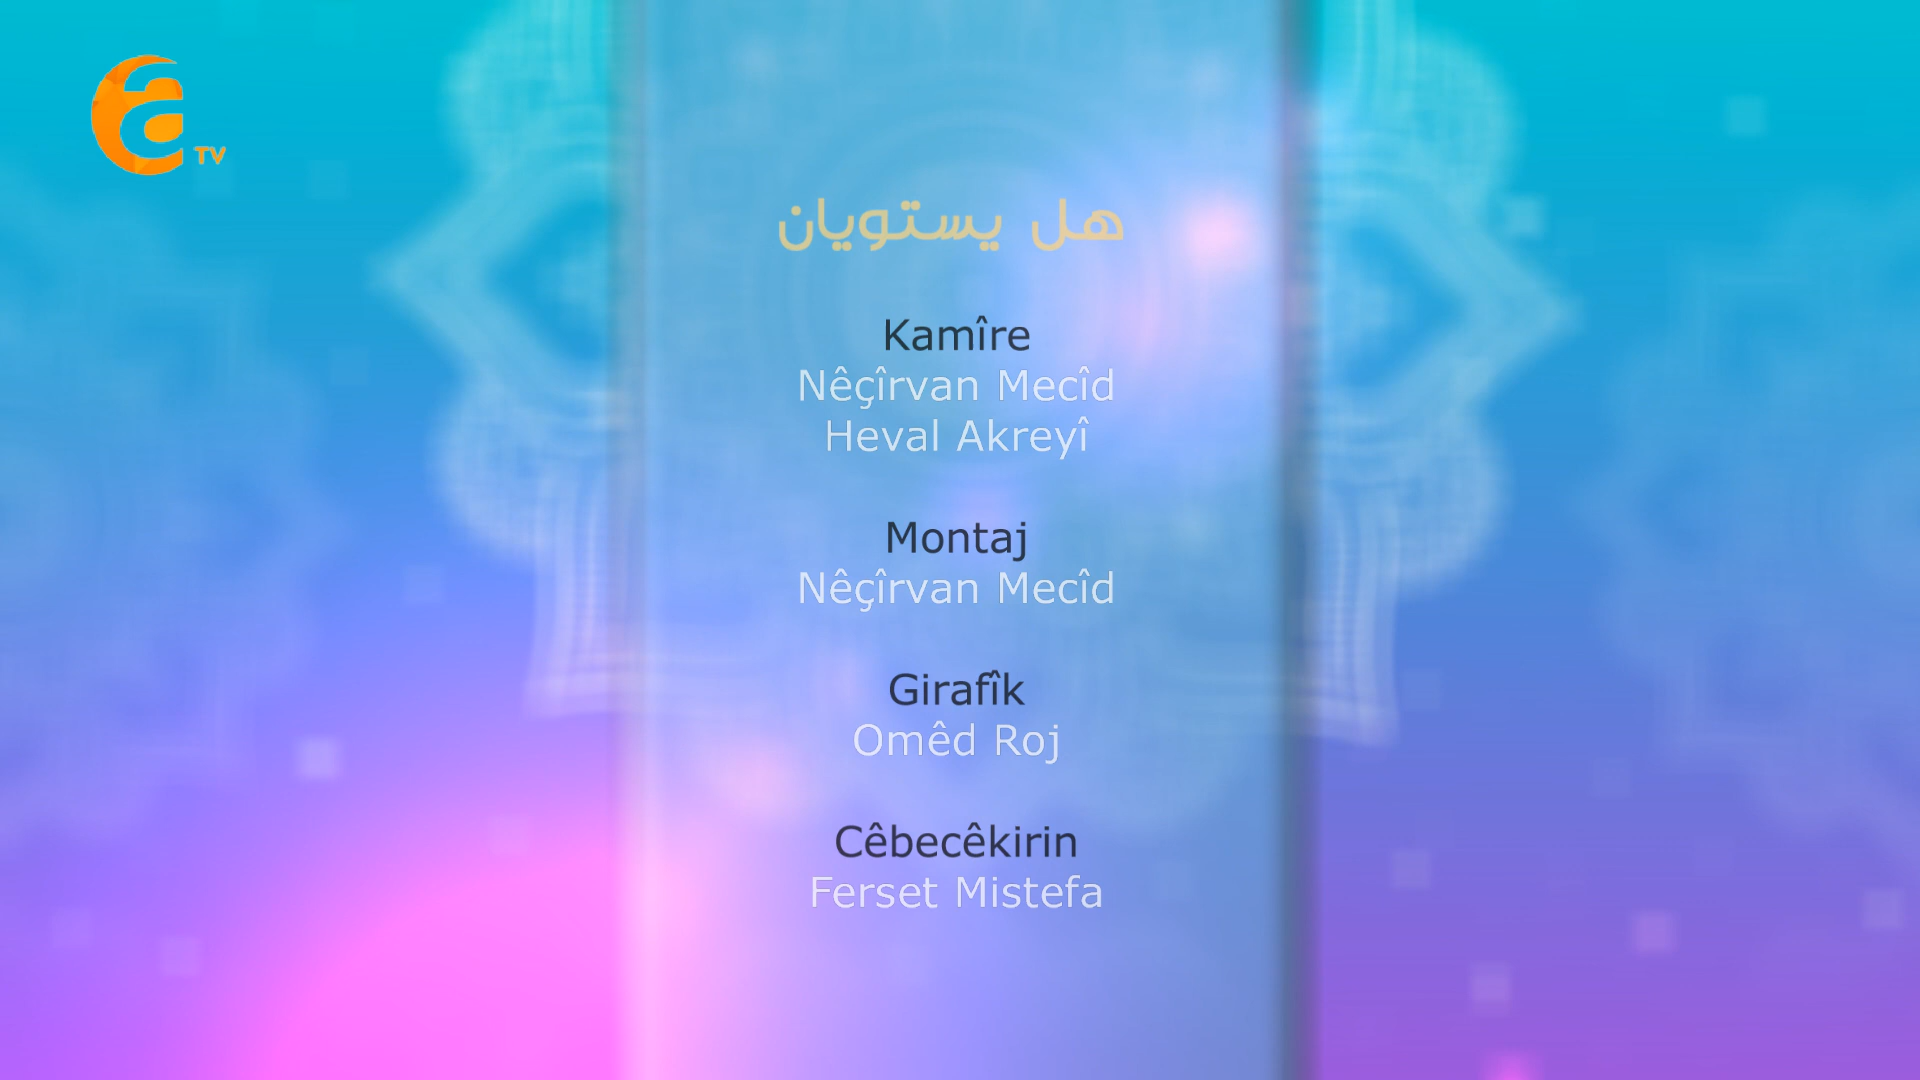 TV
هل يستويان
Kamîre
Nêçîrvan Mecîd
Heval Akreyî
Montaj
Nêçîrvan Mecîd
Girafîk
Omêd Roj
Cêbecêkirin
Ferset Mistefa